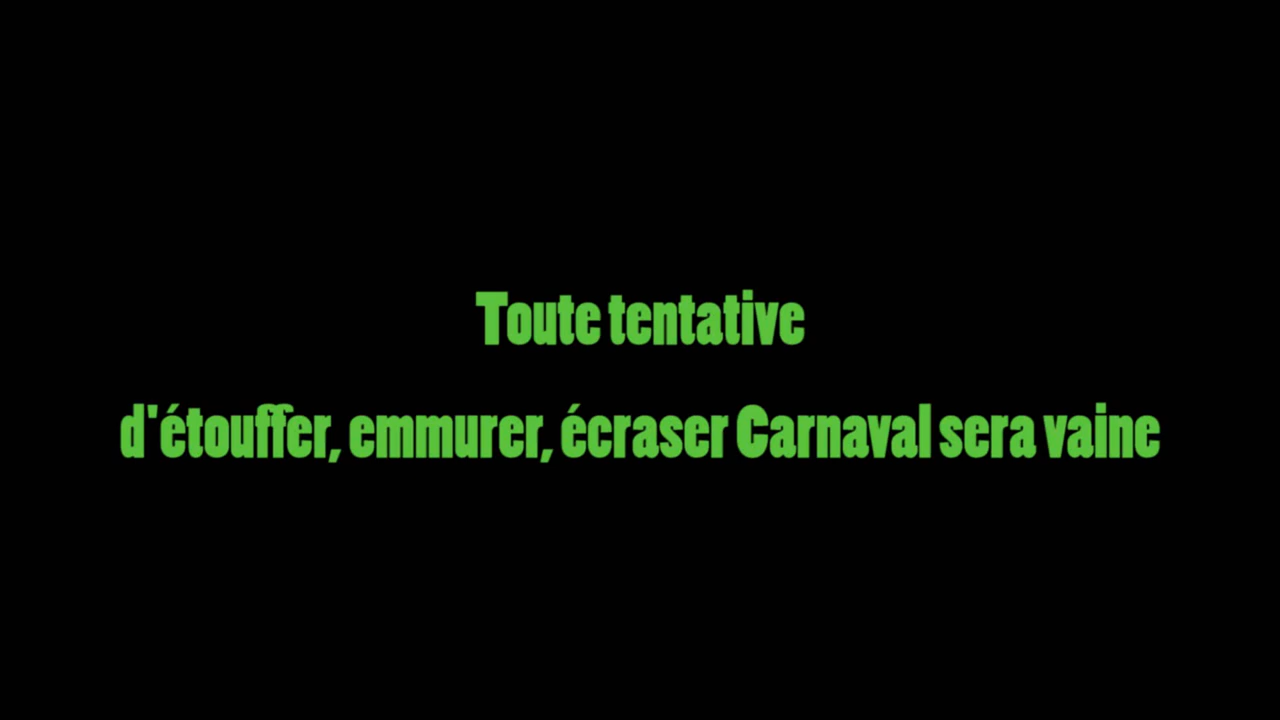 Toute tentative
d'étouffer, emmurer, écraser Carnaval sera vaine